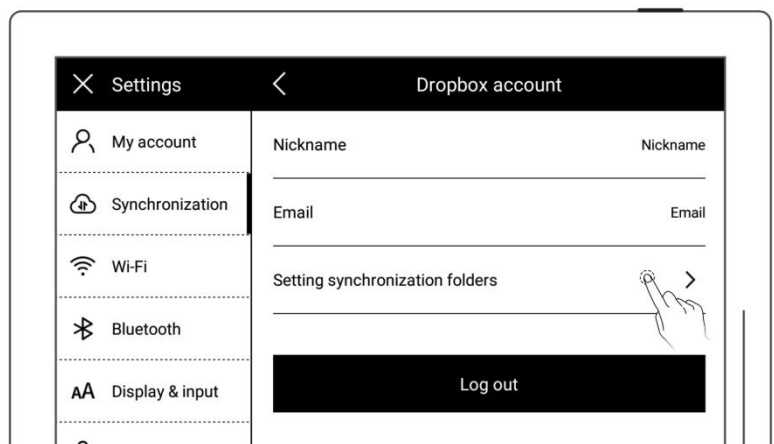 Settings
Dropbox account
My account
Synchronization
Wi-Fi
Bluetooth
AA Display & input
Nickname Nickname
Email Email
Setting synchronization folders
Log out